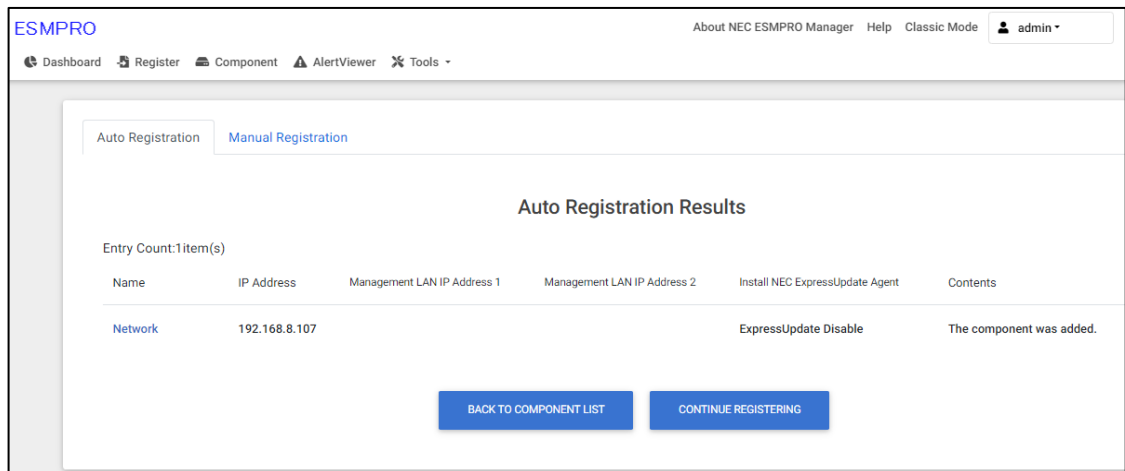 ESMPRO
About NEC ESMPRO Manager Help Classic Mode admin
Dashboard Register Component AlertViewer Tools
Auto Registration Manual Registration
Auto Registration Results
Entry Count:1item(s)
Name IP Address Management LAN IP Address 1 Management LAN IP Address 2 Install NEC ExpressUpdate Agent Contents
Network 192.168.8.107 ExpressUpdate Disable The component was added.
BACK TO COMPONENT LIST CONTINUE REGISTERING